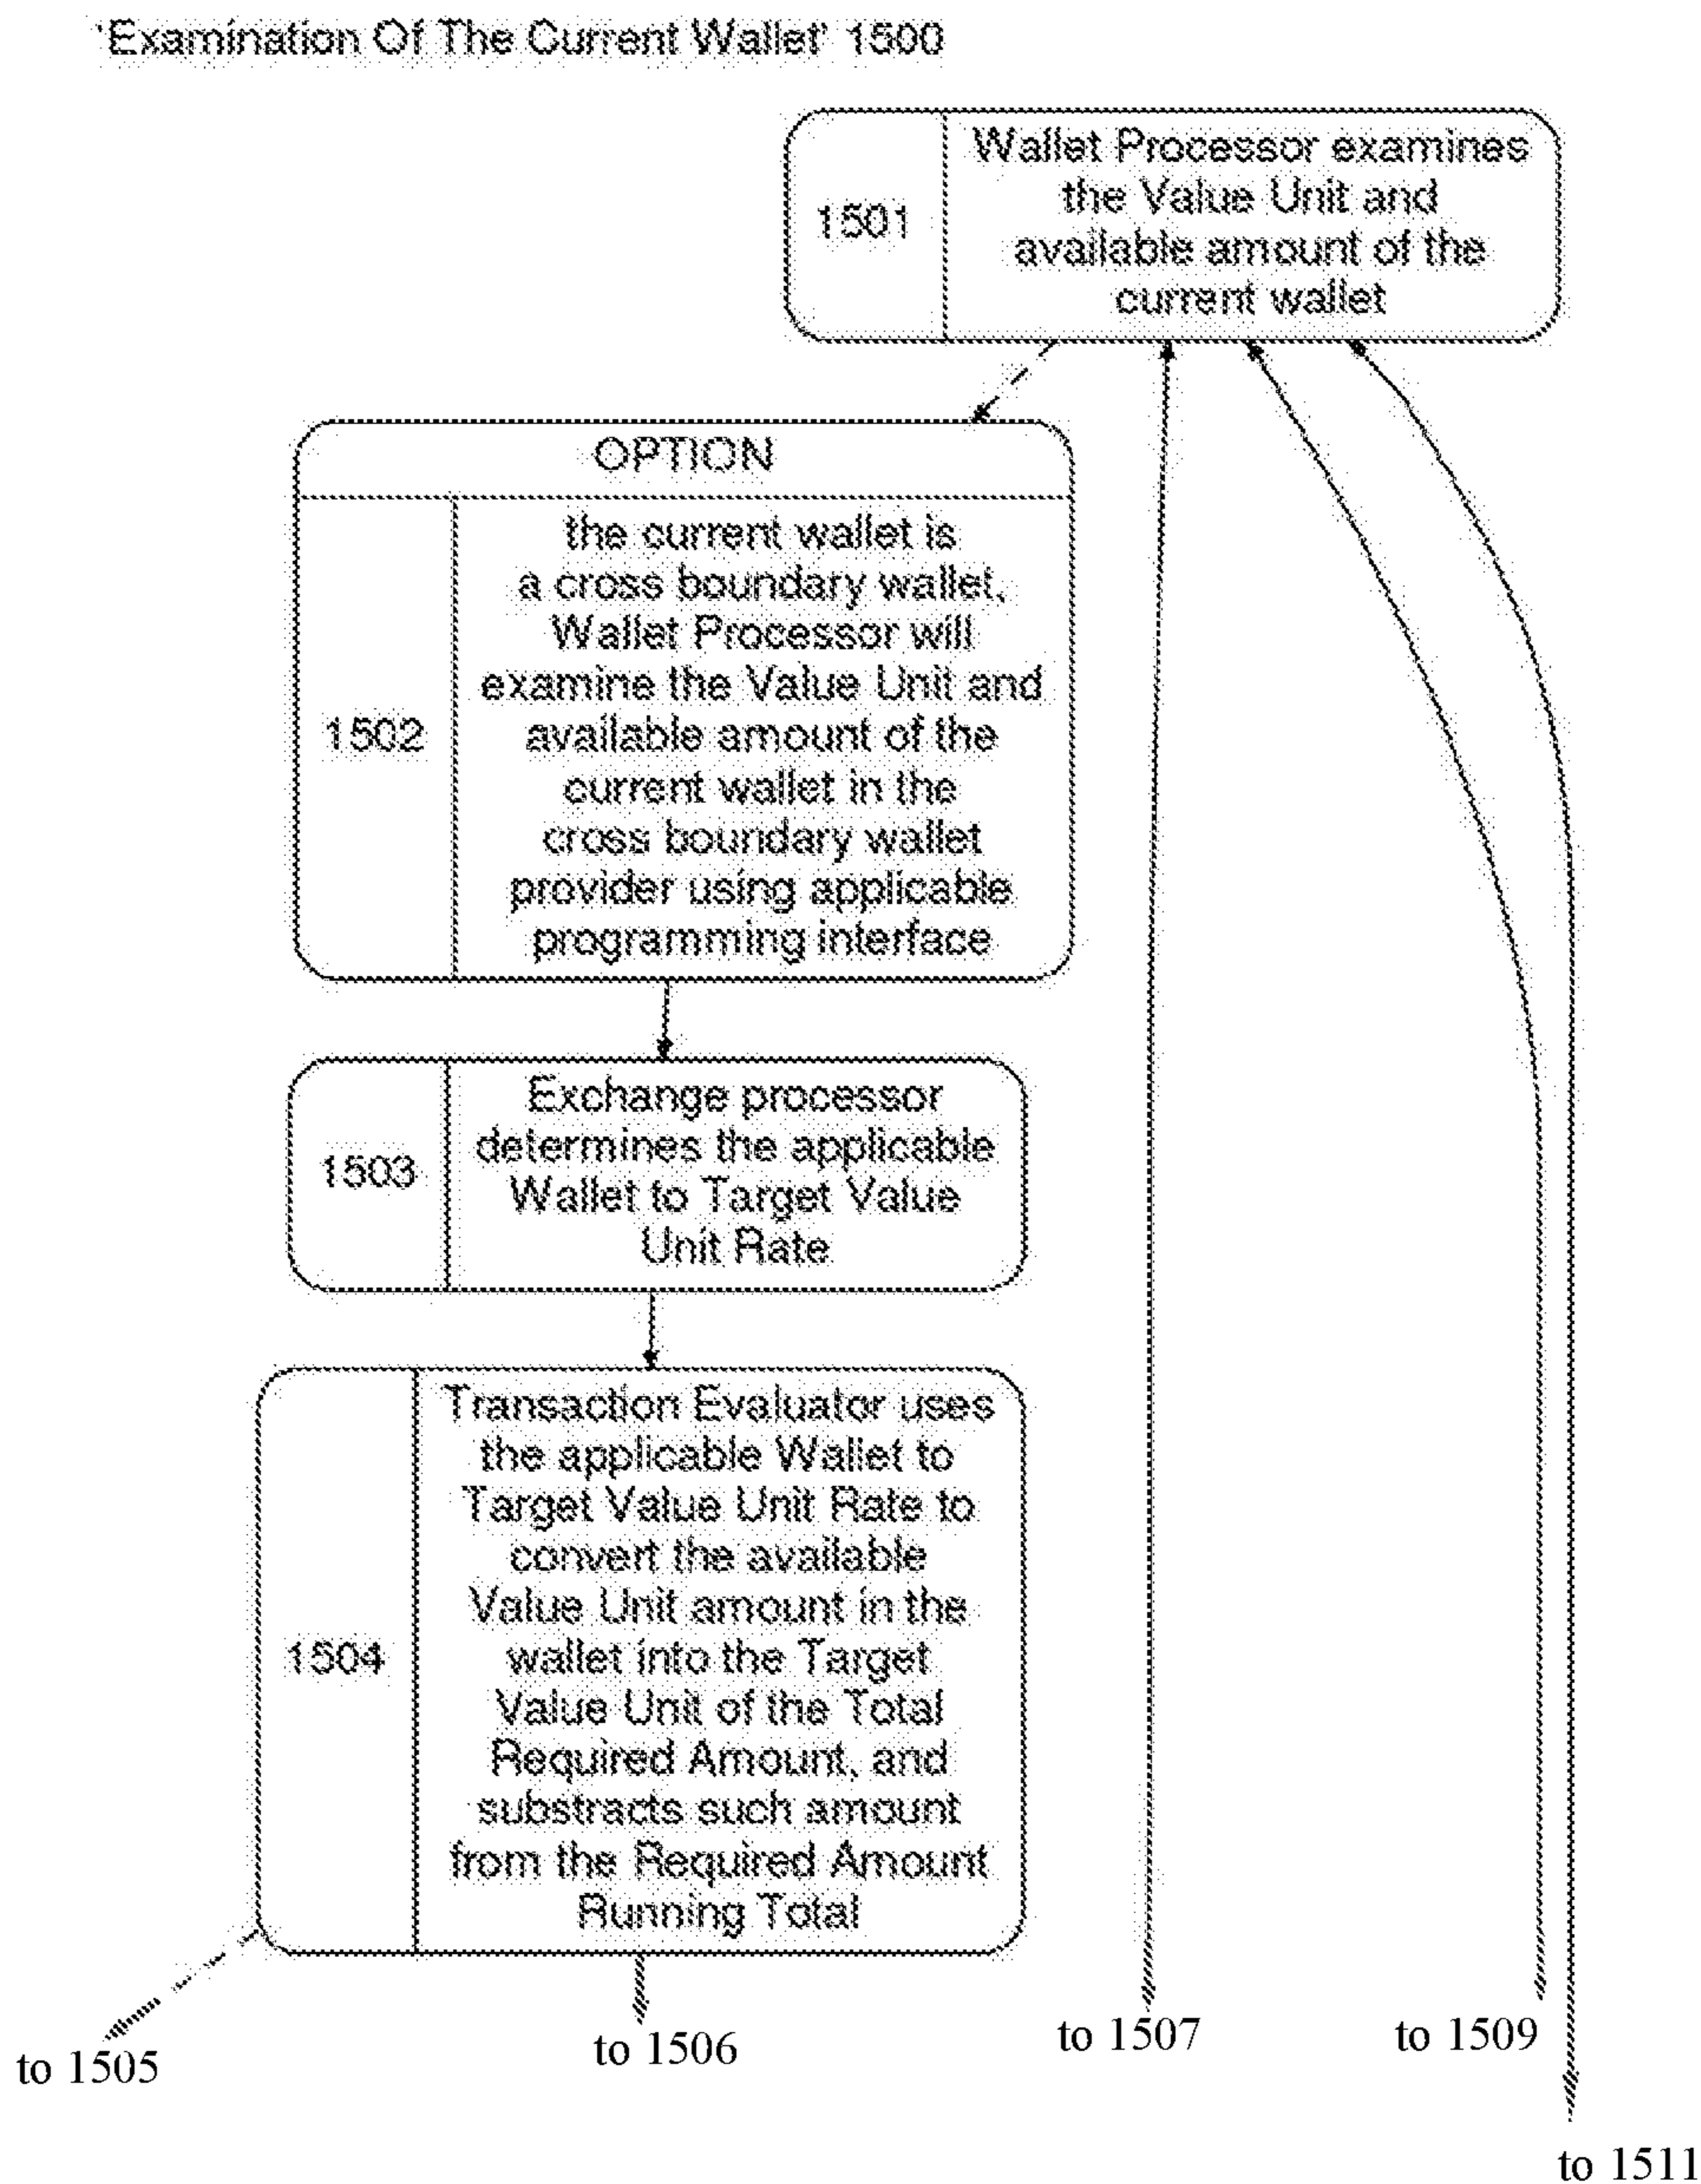 'Examination Of The Current Wallet' 1500
1501
Wallet Processor examines
the Value Unit and
available amount of the
current wallet
OPTION
1502
the current wallet is
a cross boundary wallet,
Wallet Processor will
examine the Value Unit and
available amount of the
current wallet in the
cross boundary wallet
provider using applicable
programming interface
1503
Exchange processor
determines the applicable
Wallet to Target Value
Unit Rate
1504
Transaction Evaluator uses
the applicable Wallet to
Target Value Unit Rate to
convert the available
Value Unit amount in the
wallet into the Target
Value Unit of the Total
Required Amount, and
substracts such amount
from the Required Amount
Running Total
to 1505
to 1506
to 1507
to 1509
to 1511